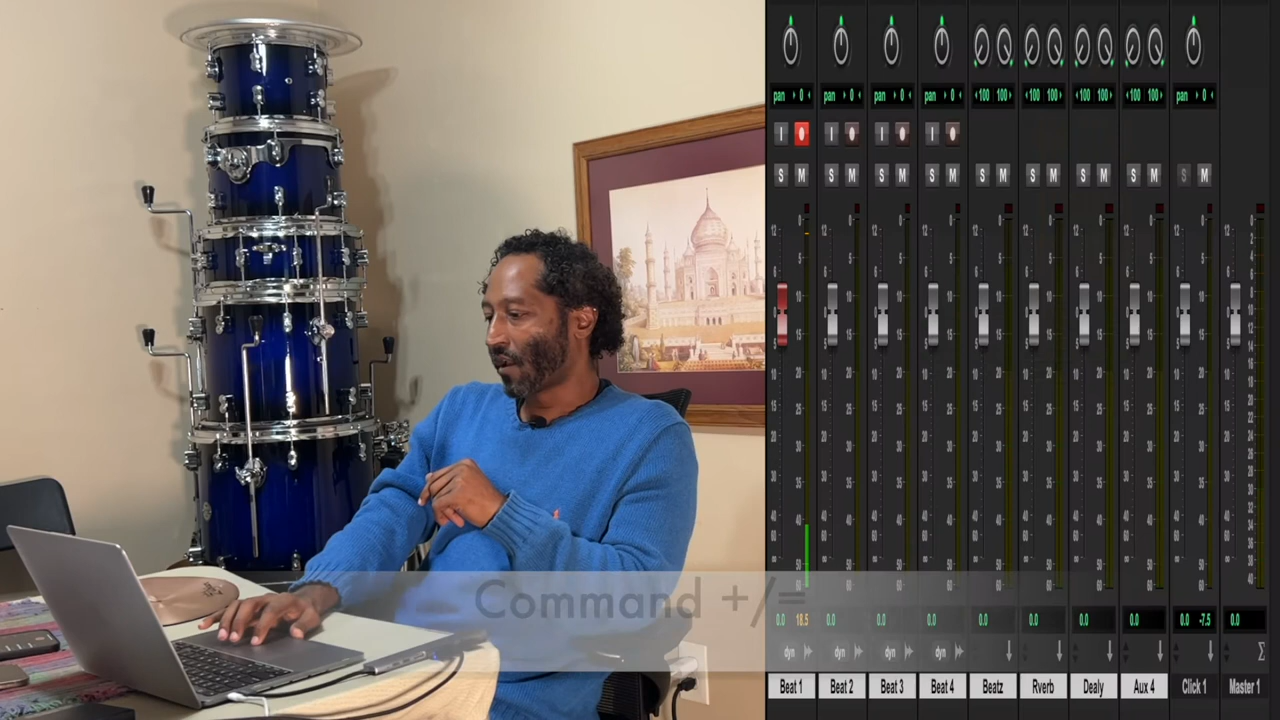 pan 0 pan 0 pan 0 pan 0 100 100 100 100 100 100 100 100 pan 0
I I I I
S M S M S M S M S M S M S M S M S M
Command +/=
0.0 18.5 0.0 0.0 0.0 0.0 0.0 0.0 0.0 0.0 -7.5 0.0
dyn dyn dyn dyn Σ
Beat 1 Beat 2 Beat 3 Beat 4 Beatz Rverb Dealy Aux 4 Click 1 Master 1